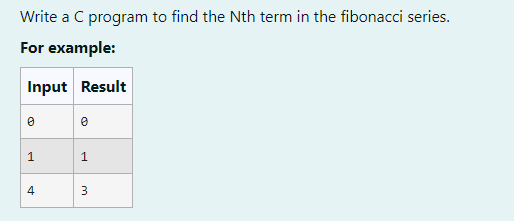 Write a C program to find the Nth term in the fibonacci series.
For example:
Input Result
0 0
1 1
4 3